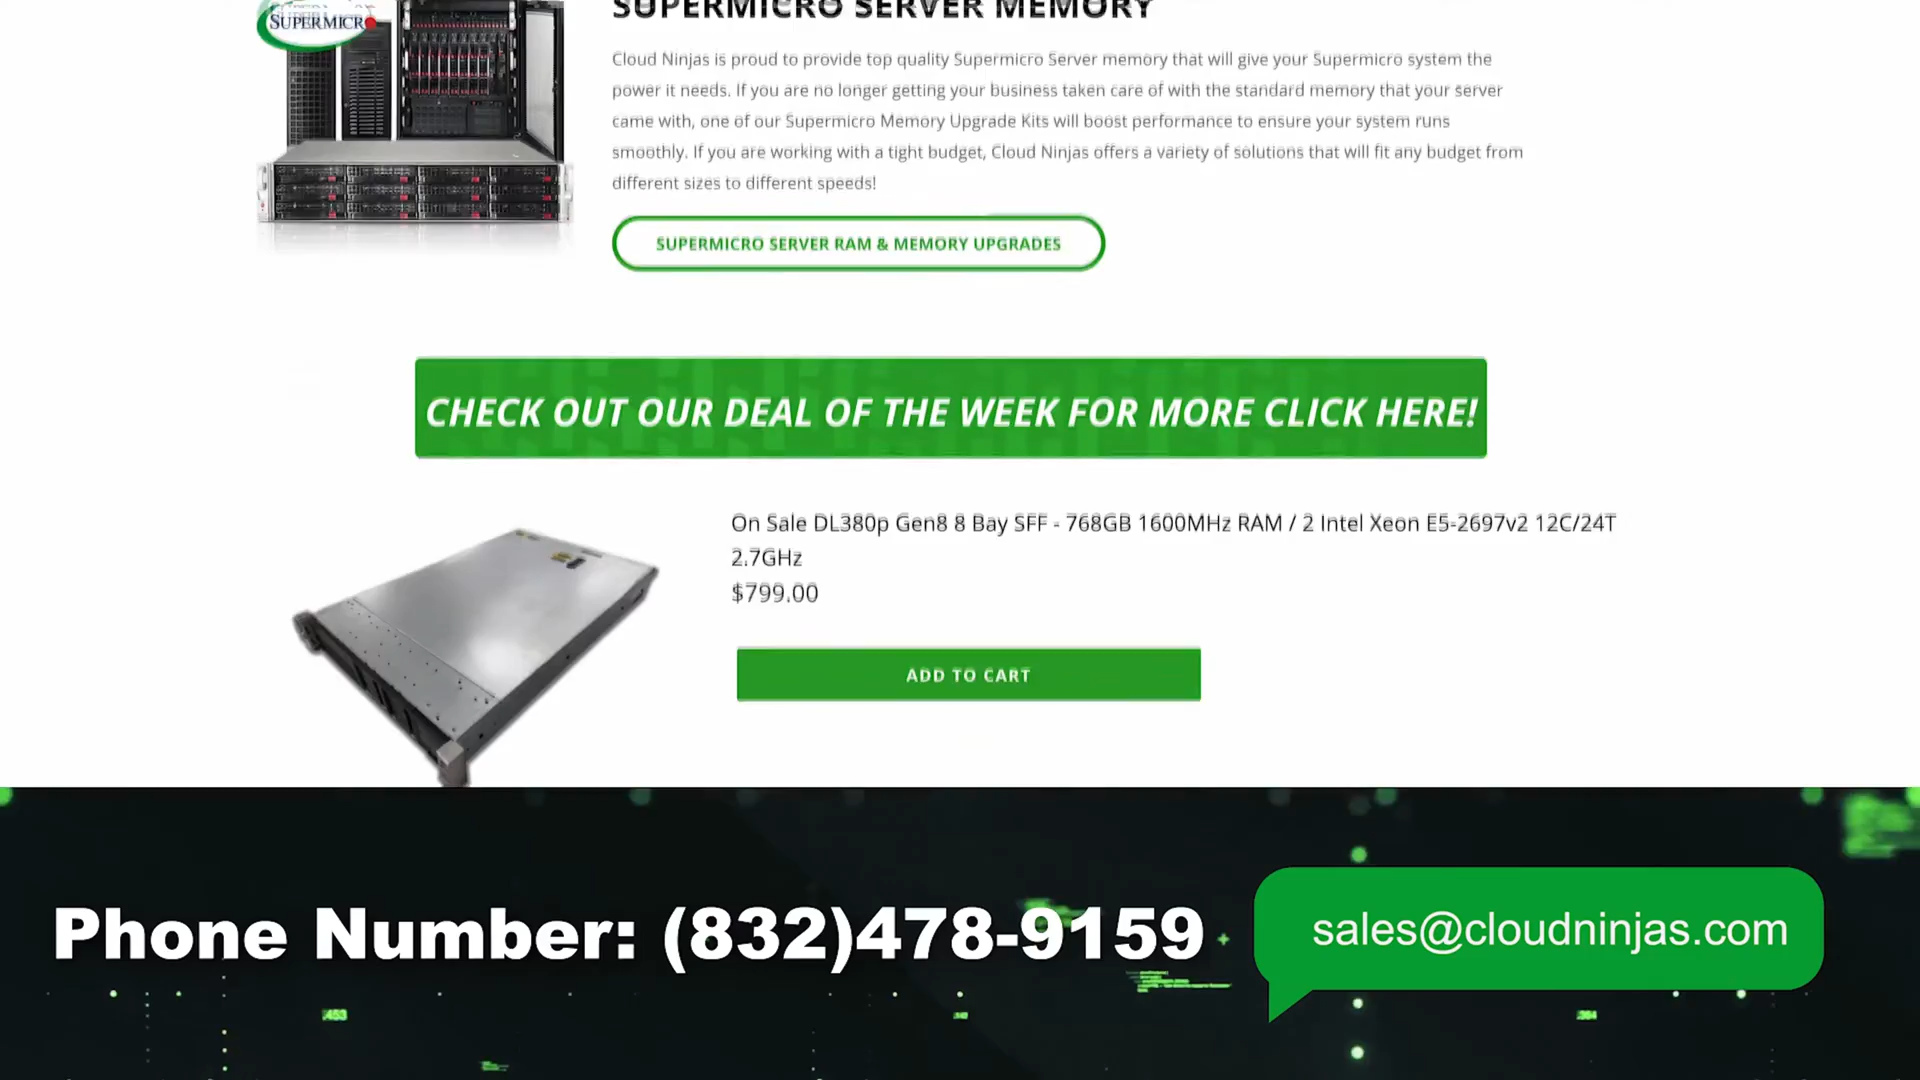 SUPERMICRO SERVER MEMORY
SUPERMICRO
Cloud Ninjas is proud to provide top quality Supermicro Server memory that will give your Supermicro system the
power it needs. If you are no longer getting your business taken care of with the standard memory that your server
came with, one of our Supermicro Memory Upgrade Kits will boost performance to ensure your system runs
smoothly. If you are working with a tight budget, Cloud Ninjas offers a variety of solutions that will fit any budget from
different sizes to different speeds!
SUPERMICRO SERVER RAM & MEMORY UPGRADES
CHECK OUT OUR DEAL OF THE WEEK FOR MORE CLICK HERE!
On Sale DL380p Gen8 8 Bay SFF - 768GB 1600MHz RAM / 2 Intel Xeon E5-2697v2 12C/24T
2.7GHz
$799.00
ADD TO CART
Phone Number: (832)478-9159
sales@cloudninjas.com